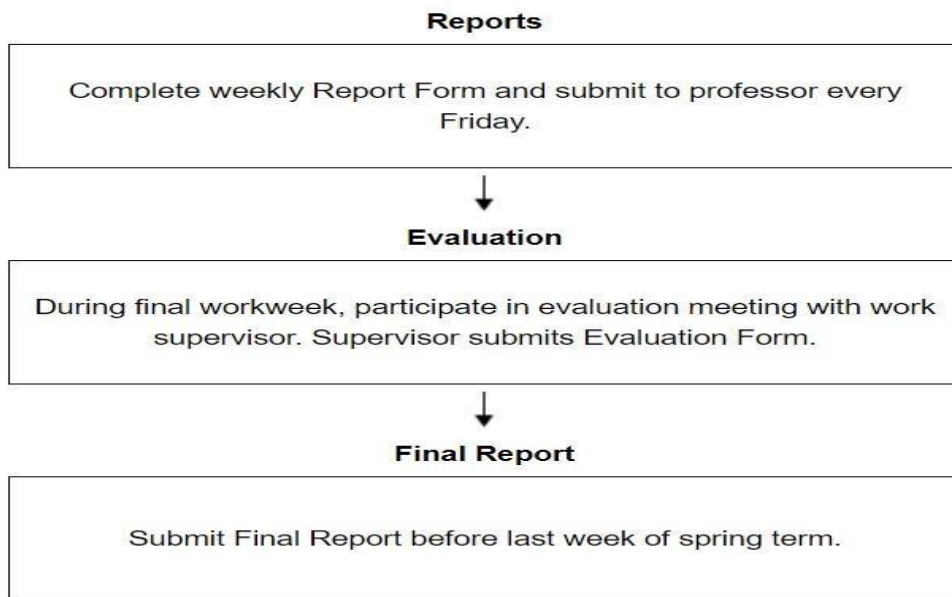 Reports
Complete weekly Report Form and submit to professor every
Friday.
Evaluation
During final workweek, participate in evaluation meeting with work
supervisor. Supervisor submits Evaluation Form.
Final Report
Submit Final Report before last week of spring term.